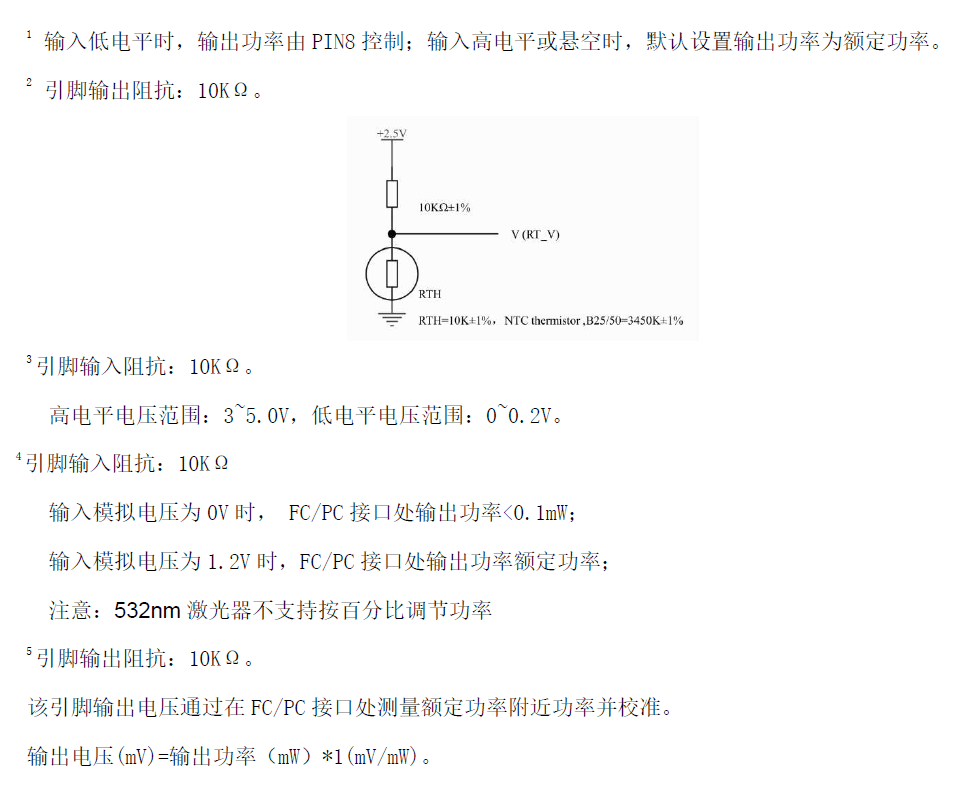 1 输入低电平时，输出功率由 PIN8 控制；输入高电平或悬空时，默认设置输出功率为额定功率。
2 引脚输出阻抗：10KΩ。
+2.5V
10KΩ±1%
V (RT_V)
RTH
RTH=10K±1%，NTC thermistor ,B25/50=3450K±1%
3 引脚输入阻抗：10KΩ。
高电平电压范围：3~5.0V，低电平电压范围：0~0.2V。
4 引脚输入阻抗：10KΩ
输入模拟电压为 0V 时， FC/PC 接口处输出功率<0.1mW；
输入模拟电压为 1.2V 时，FC/PC 接口处输出功率额定功率；
注意：532nm 激光器不支持按百分比调节功率
5 引脚输出阻抗：10KΩ。
该引脚输出电压通过在 FC/PC 接口处测量额定功率附近功率并校准。
输出电压(mV)=输出功率（mW）*1(mV/mW)。